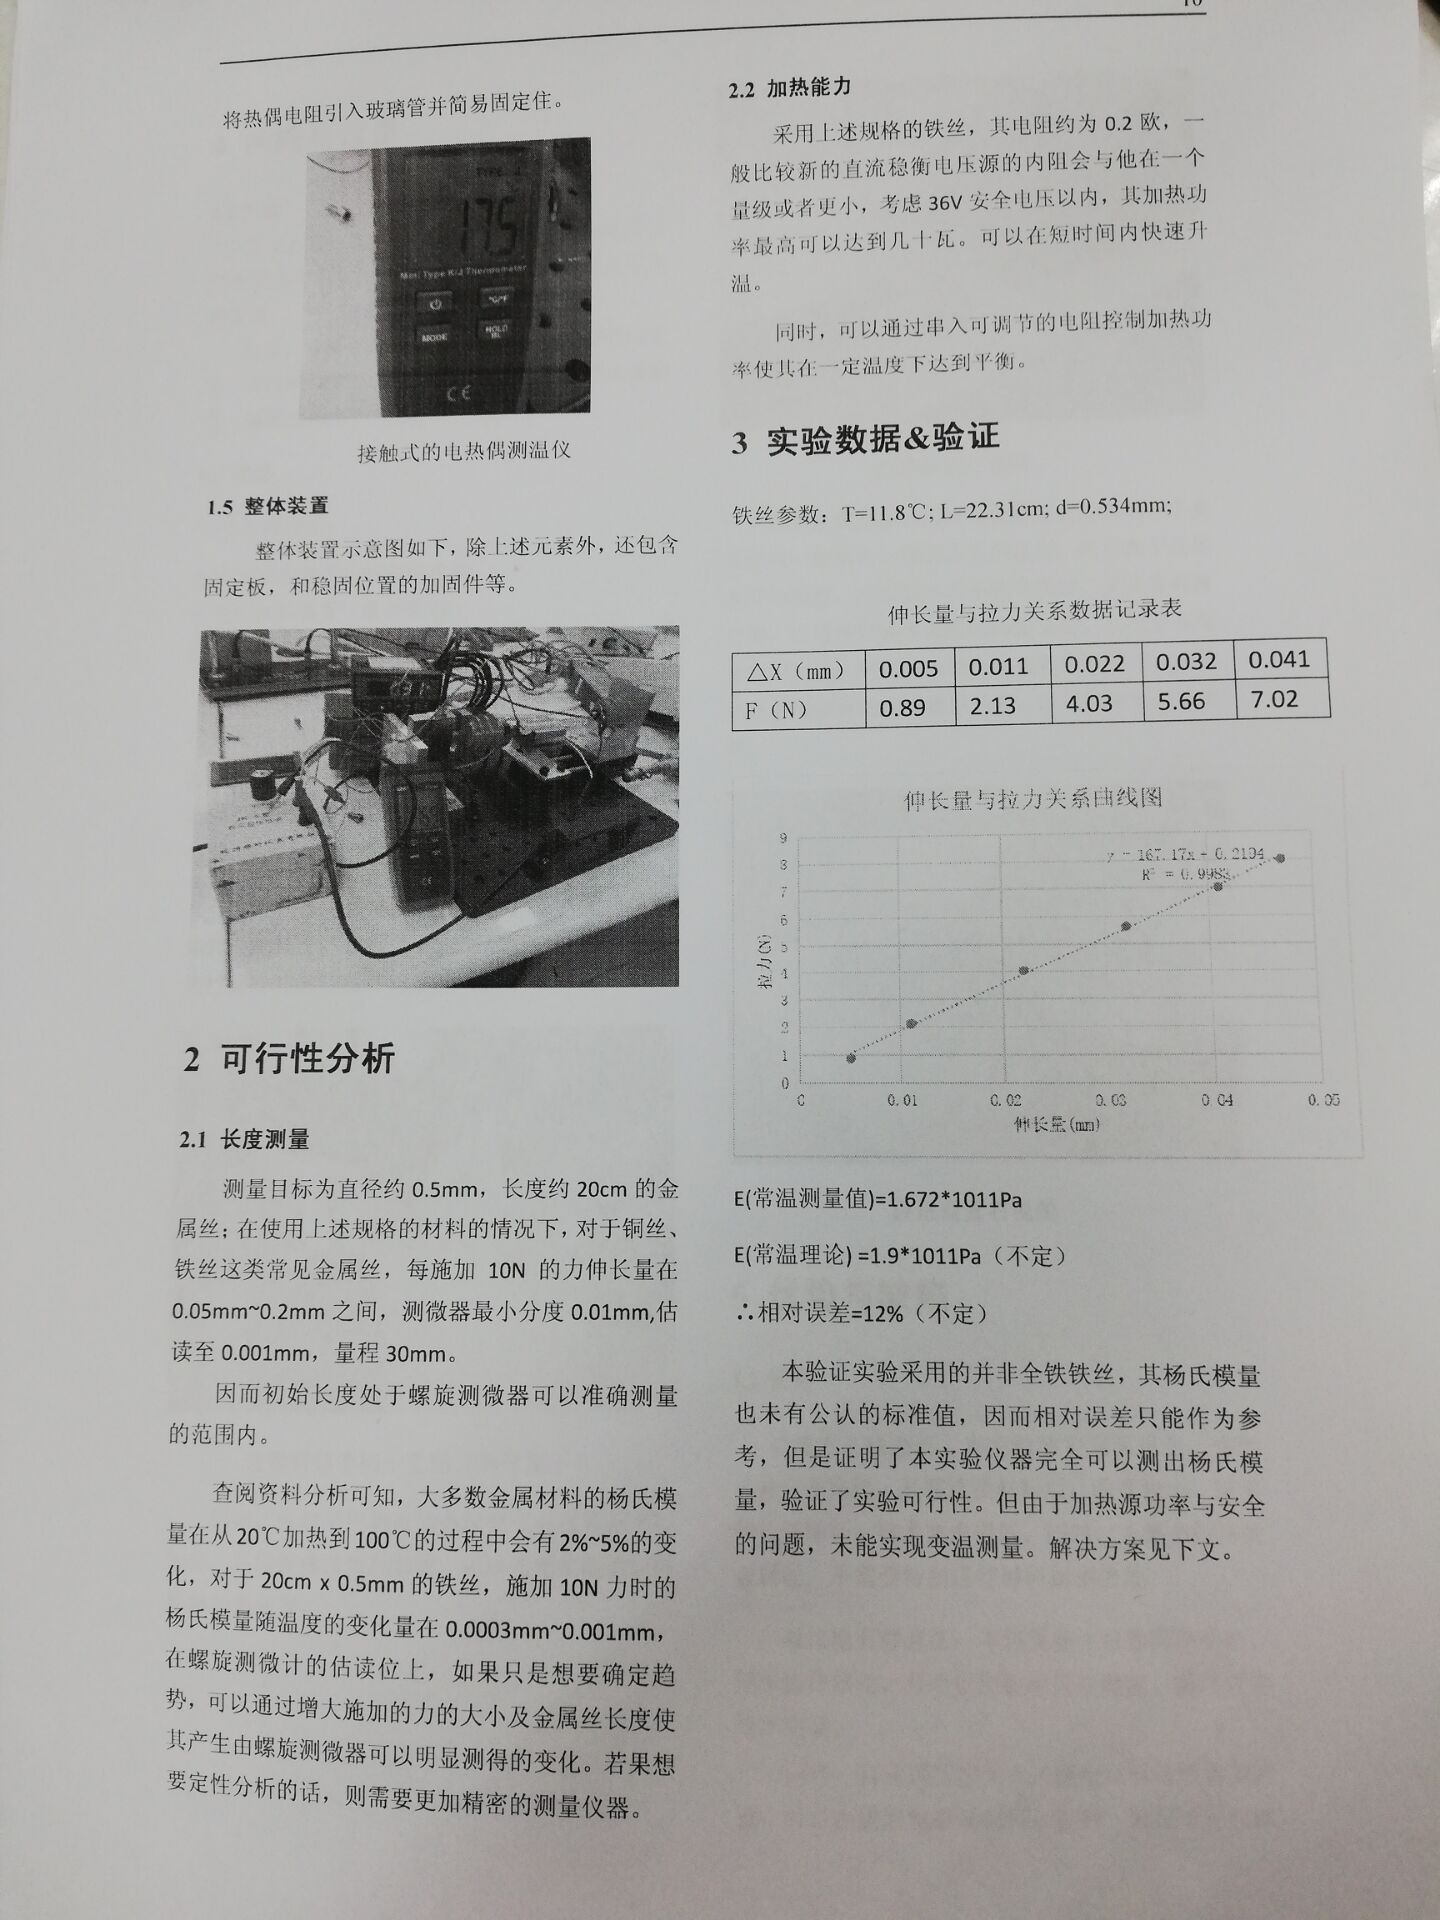 将热偶电阻引入玻璃管并简易固定住。
175
Mini Type K/J Thermometer
℃/℉
MODE
HOLD
CE
接触式的电热偶测温仪
1.5 整体装置
整体装置示意图如下，除上述元素外，还包含
固定板，和稳固位置的加固件等。
2 可行性分析
2.1 长度测量
测量目标为直径约 0.5mm，长度约 20cm 的金
属丝；在使用上述规格的材料的情况下，对于铜丝、
铁丝这类常见金属丝，每施加 10N 的力伸长量在
0.05mm~0.2mm 之间，测微器最小分度 0.01mm,估
读至 0.001mm，量程 30mm。
因而初始长度处于螺旋测微器可以准确测量
的范围内。
查阅资料分析可知，大多数金属材料的杨氏模
量在从20℃加热到100℃的过程中会有2%~5%的变
化，对于 20cm x 0.5mm 的铁丝，施加 10N 力时的
杨氏模量随温度的变化量在 0.0003mm~0.001mm，
在螺旋测微计的估读位上，如果只是想要确定趋
势，可以通过增大施加的力的大小及金属丝长度使
其产生由螺旋测微器可以明显测得的变化。若果想
要定性分析的话，则需要更加精密的测量仪器。
2.2 加热能力
采用上述规格的铁丝，其电阻约为 0.2 欧，一
般比较新的直流稳衡电压源的内阻会与他在一个
量级或者更小，考虑 36V 安全电压以内，其加热功
率最高可以达到几十瓦。可以在短时间内快速升
温。
同时，可以通过串入可调节的电阻控制加热功
率使其在一定温度下达到平衡。
3 实验数据&验证
铁丝参数：T=11.8℃; L=22.31cm; d=0.534mm;
伸长量与拉力关系数据记录表
△X（mm） 0.005 0.011 0.022 0.032 0.041
F（N） 0.89 2.13 4.03 5.66 7.02
伸长量与拉力关系曲线图
y = 167.17x + 0.2194
R² = 0.9983
9
8
7
6
5
4
3
2
1
0
拉力(N)
0 0.01 0.02 0.03 0.04 0.05
伸长量(mm)
E(常温测量值)=1.672*1011Pa
E(常温理论) =1.9*1011Pa（不定）
∴相对误差=12%（不定）
本验证实验采用的并非全铁铁丝，其杨氏模量
也未有公认的标准值，因而相对误差只能作为参
考，但是证明了本实验仪器完全可以测出杨氏模
量，验证了实验可行性。但由于加热源功率与安全
的问题，未能实现变温测量。解决方案见下文。